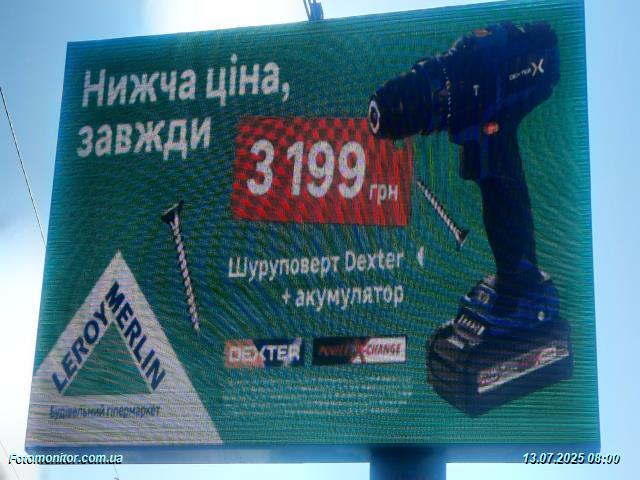 Нижча ціна,
завжди
3 199 грн
DEXTER X
Шуруповерт Dexter
+ акумулятор
LEROY MERLIN
Будівельний гіпермаркет
DEXTER
POWER X-CHANGE
Fotomonitor.com.ua
13.07.2025 08:00